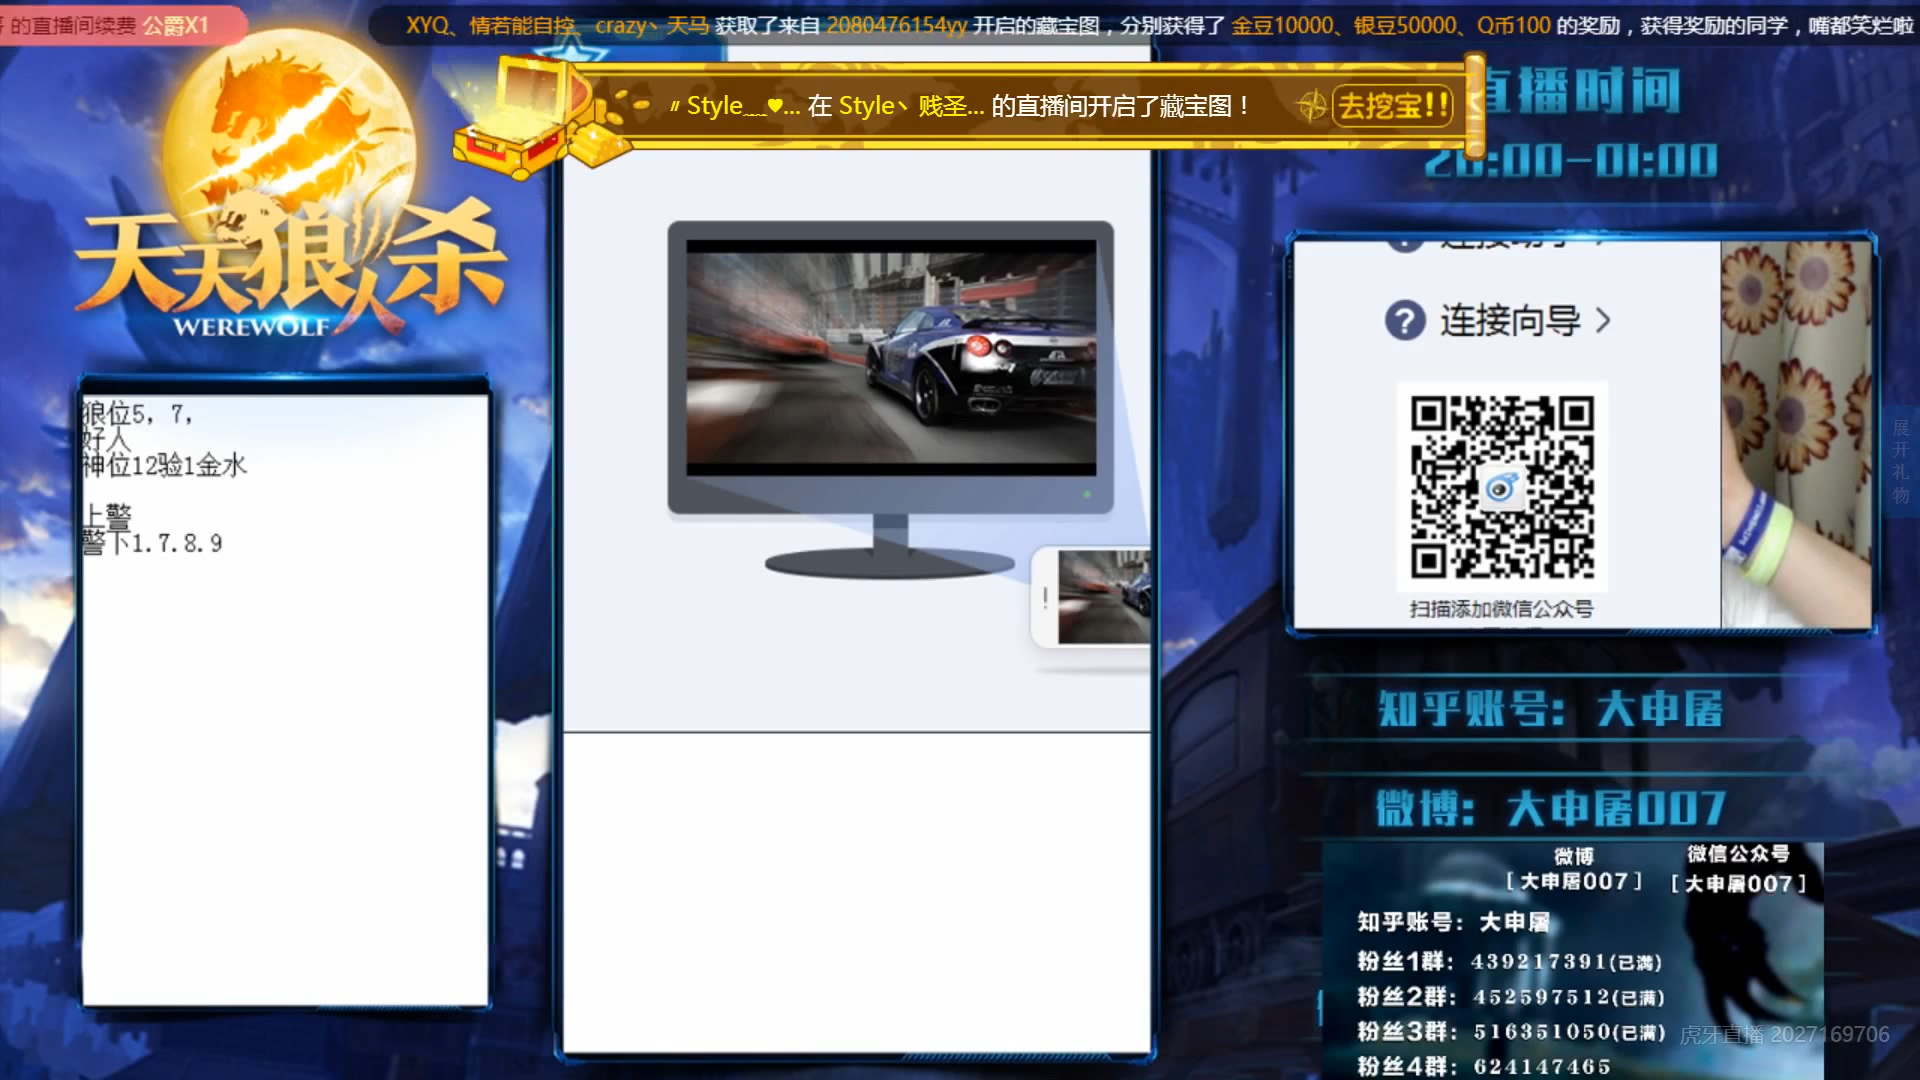 的直播间续费 公爵X1
XYQ、情若能自控、crazy丶天马 获取了来自 2080476154yy 开启的藏宝图，分别获得了 金豆10000、银豆50000、Q币100 的奖励，获得奖励的同学，嘴都笑烂啦
〃Style﹏♥... 在 Style丶贱圣... 的直播间开启了藏宝图！
去挖宝!!
直播时间
20:00-01:00
天天狼人杀
WEREWOLF
狼位5，7，
好人
神位12验1金水
上警
警下1.7.8.9
连接向导 >
扫描添加微信公众号
展开礼物
知乎账号：大申屠
微博：大申屠007
微博
[大申屠007]
微信公众号
[大申屠007]
知乎账号：大申屠
粉丝1群：439217391(已满)
粉丝2群：452597512(已满)
粉丝3群：516351050(已满)
粉丝4群：624147465
虎牙直播 2027169706